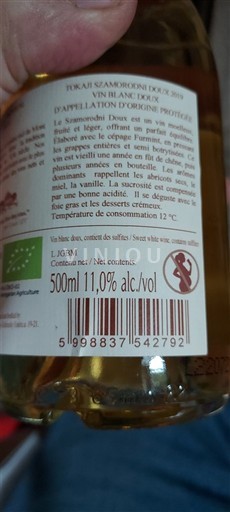 TOKAJI SZAMORODNI DOUX 2019
VIN BLANC DOUX
D'APPELLATION D'ORIGINE PROTÉGÉE
Le Szamorodni Doux est un vin moelleux,
fruité et léger, offrant un parfait équilibre.
Élaboré avec le cépage Furmint, en presse
les grappes entières et semi botrytisées. Ce
vin est vieilli une année en fût de chêne, puis
plusieurs années en bouteille. Les arômes
dominants rappellent les abricots secs, le
miel, la vanille. La sucrosité est compensée
par une bonne acidité. Il se déguste avec le
foie gras et les desserts crémeux.
Température de consommation 12 °C.
Vin blanc doux, contient des sulfites / Sweet white wine, contains sulfites
L JGBM
Contenu net / Net contents
500ml 11,0% alc./vol
Agriculture
5 998837 542792